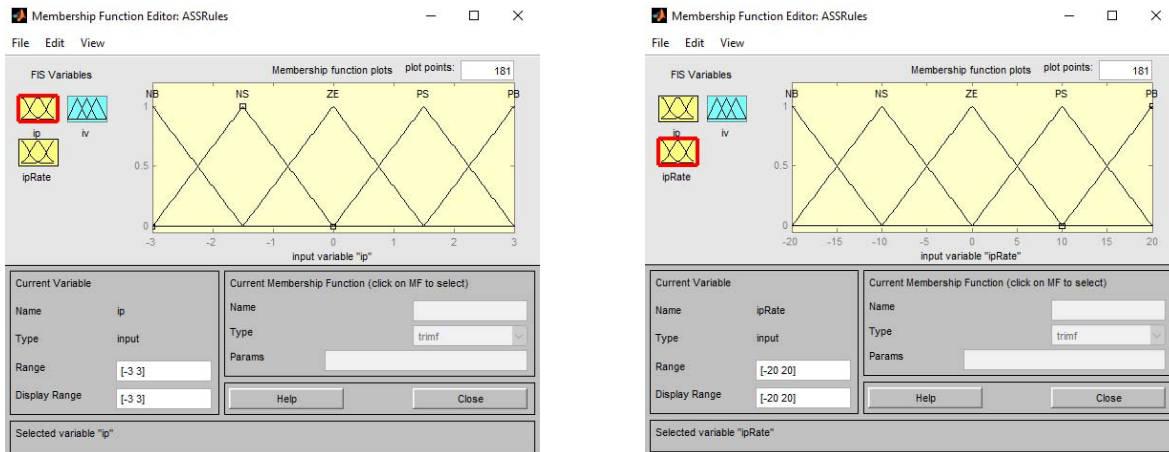 Membership Function Editor: ASSRules
File Edit View
FIS Variables
Membership function plots plot points: 181
NB NS ZE PS PB
ip iv
ipRate
1
0.5
0
-3 -2 -1 0 1 2 3
input variable "ip"
Current Variable
Name ip
Type input
Range [-3 3]
Display Range [-3 3]
Current Membership Function (click on MF to select)
Name
Type trimf
Params
Help Close
Selected variable "ip"
Membership Function Editor: ASSRules
File Edit View
FIS Variables
Membership function plots plot points: 181
NB NS ZE PS PB
ip iv
ipRate
1
0.5
0
-20 -15 -10 -5 0 5 10 15 20
input variable "ipRate"
Current Variable
Name ipRate
Type input
Range [-20 20]
Display Range [-20 20]
Current Membership Function (click on MF to select)
Name
Type trimf
Params
Help Close
Selected variable "ipRate"